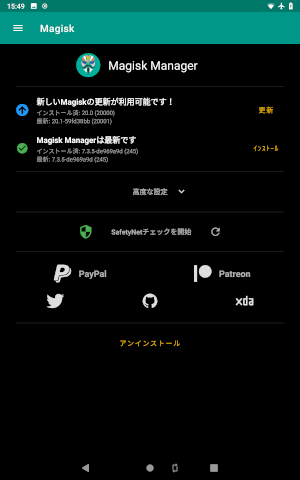 15:49
Magisk
Magisk Manager
新しいMagiskの更新が利用可能です！
インストール済: 20.0 (20000)
最新: 20.1-59fd38bb (20001)
更新
Magisk Managerは最新です
インストール済: 7.3.5-de969a9d (245)
最新: 7.3.5-de969a9d (245)
インストール
高度な設定
SafetyNetチェックを開始
PayPal
Patreon
xda
アンインストール